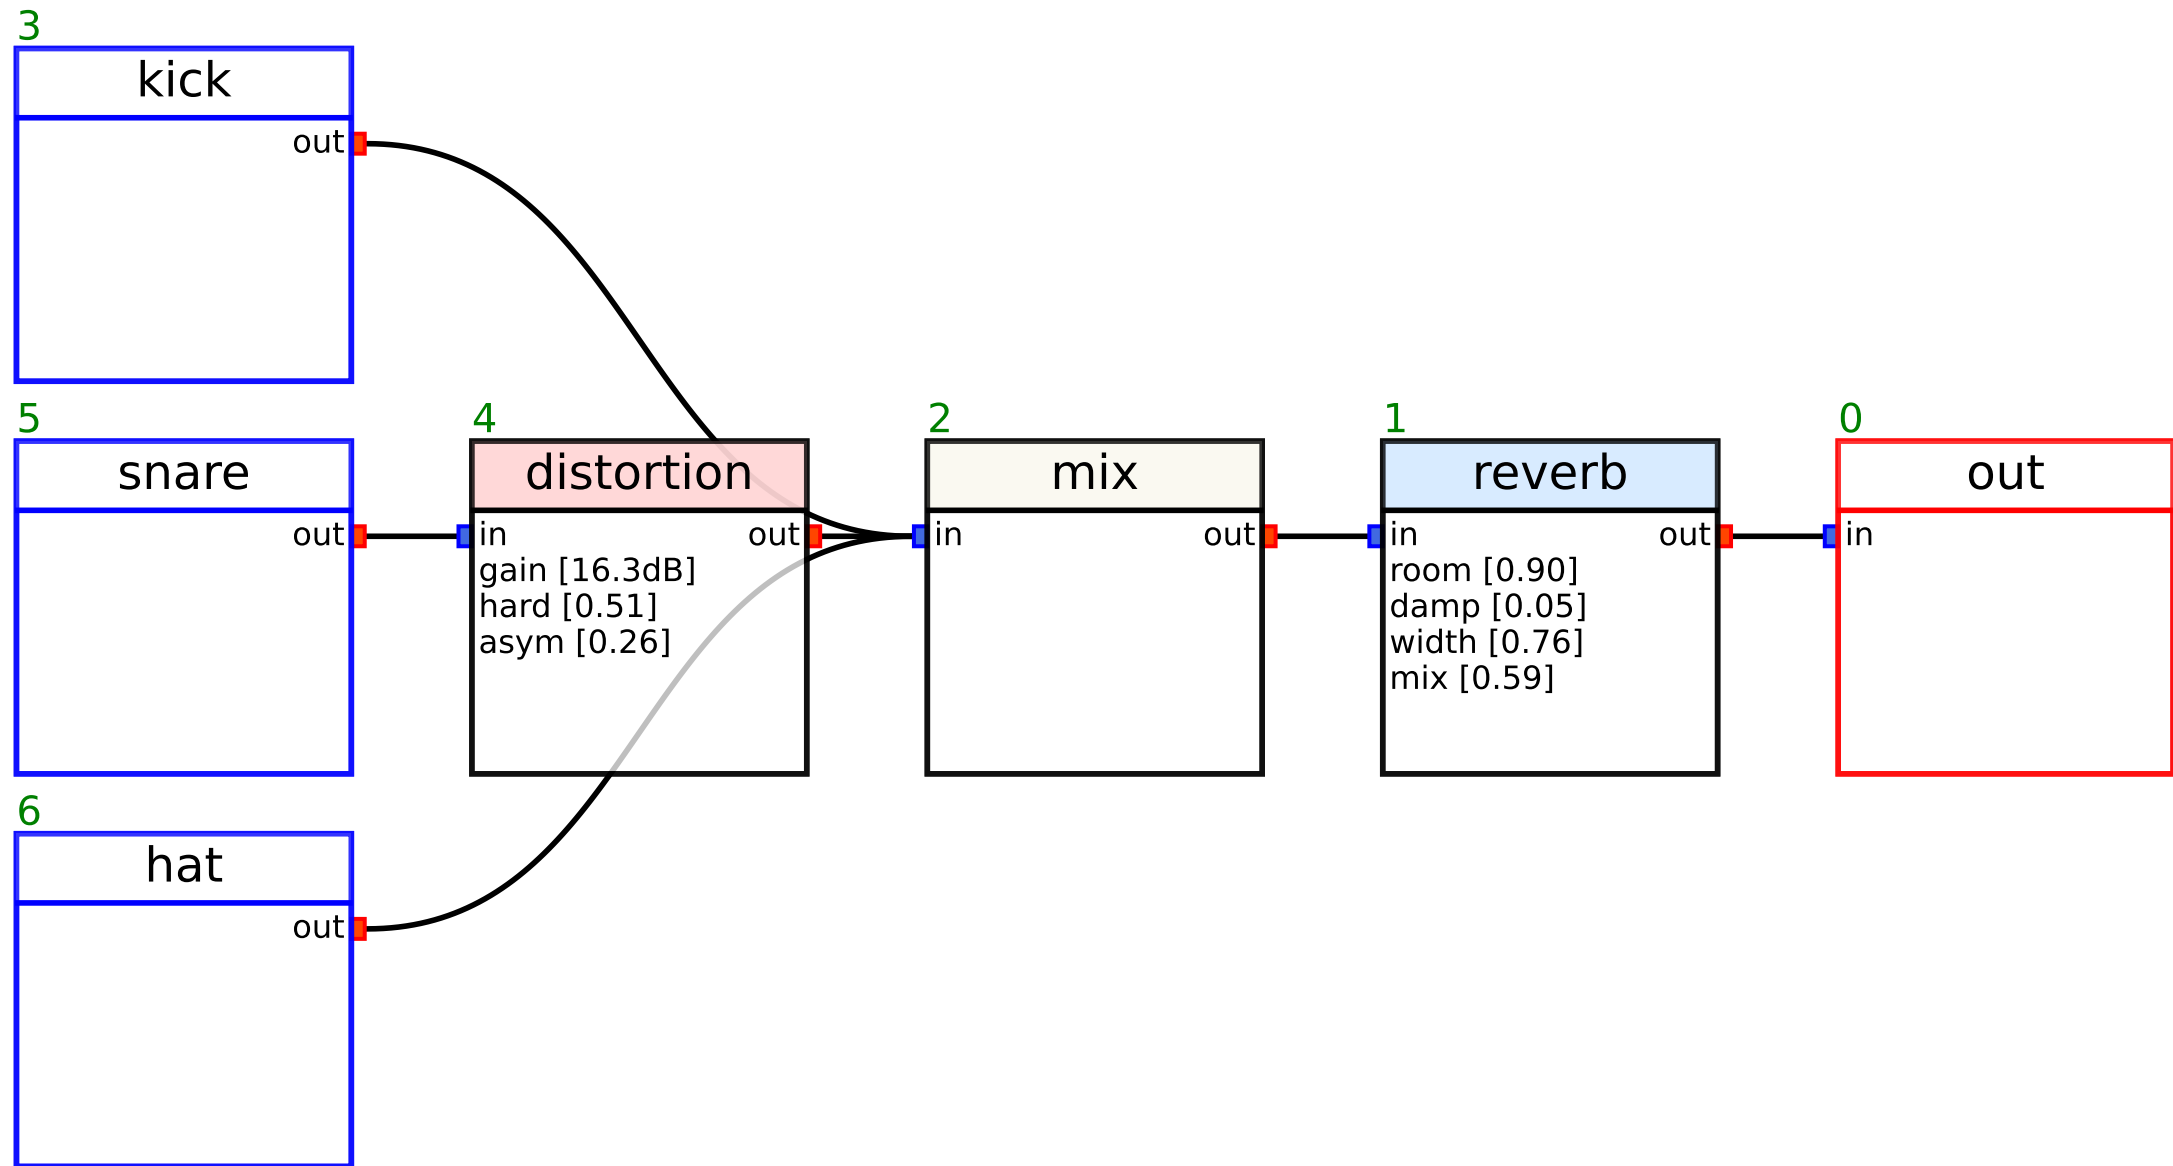 3
kick
out
5
snare
out
4
distortion
in
out
gain [16.3dB]
hard [0.51]
asym [0.26]
2
mix
in
out
1
reverb
in
out
room [0.90]
damp [0.05]
width [0.76]
mix [0.59]
0
out
in
6
hat
out